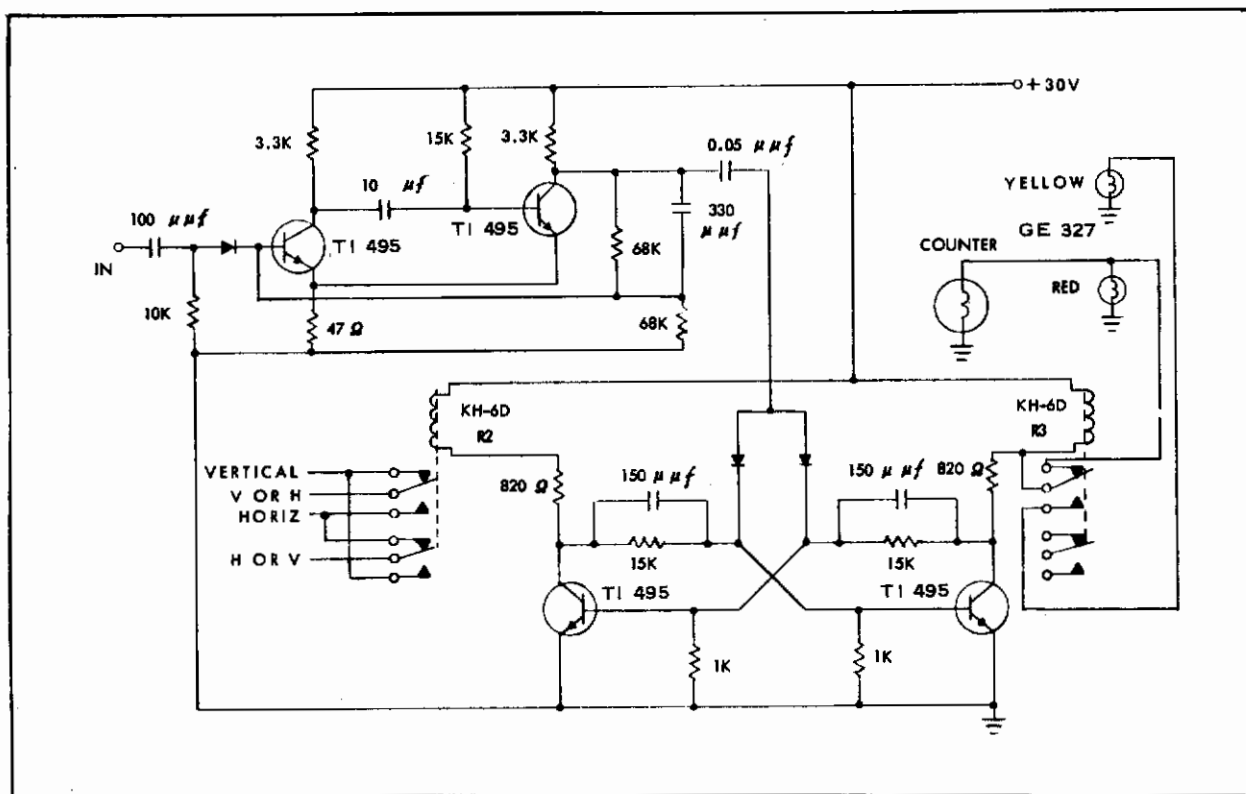 + 30V
3.3K
15K
3.3K
0.05 μμf
YELLOW
10 μf
100 μμf
TI 495
TI 495
330 μμf
GE 327
COUNTER
IN
68K
RED
10K
47 Ω
68K
KH-6D
R2
KH-6D
R3
VERTICAL
820 Ω
150 μμf
150 μμf
820 Ω
V OR H
HORIZ
H OR V
15K
15K
TI 495
TI 495
1K
1K